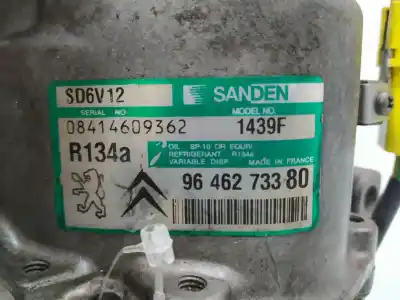 SD6V12 SANDEN
SERIAL NO MODEL NO.
08414609362 1439F
R134a
OIL SP-10 OR EQUIV
REFRIGERANT R134a
VARIABLE DISP. MADE IN FRANCE
96 462 733 80